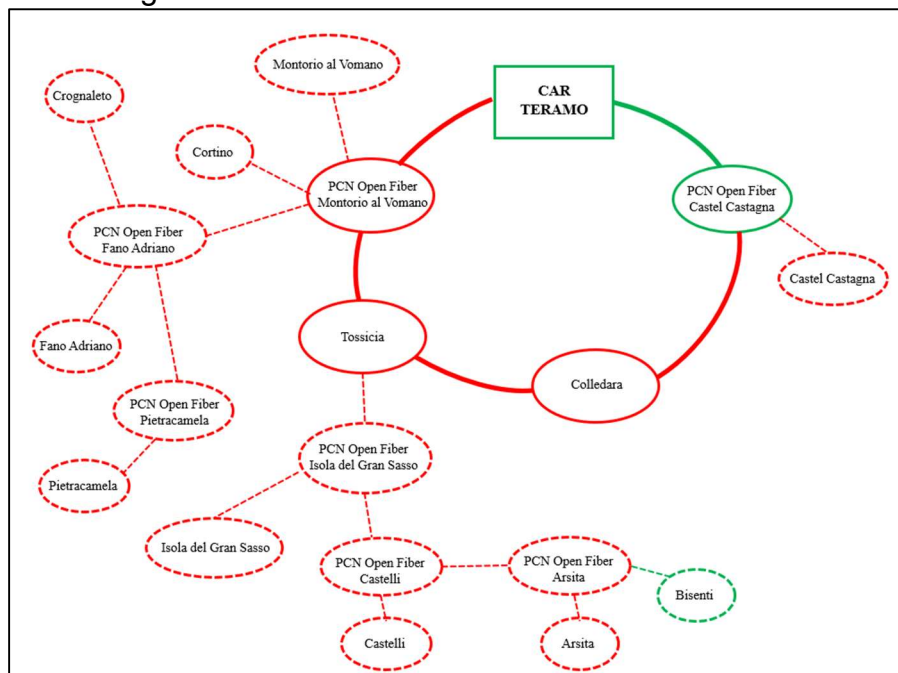 Montorio al Vomano
CAR
TERAMO
Crognaleto
Cortino
PCN Open Fiber
Montorio al Vomano
PCN Open Fiber
Castel Castagna
PCN Open Fiber
Fano Adriano
Castel Castagna
Tossicia
Fano Adriano
Colledara
PCN Open Fiber
Pietracamela
PCN Open Fiber
Isola del Gran Sasso
Pietracamela
Isola del Gran Sasso
PCN Open Fiber
Castelli
PCN Open Fiber
Arsita
Bisenti
Castelli
Arsita